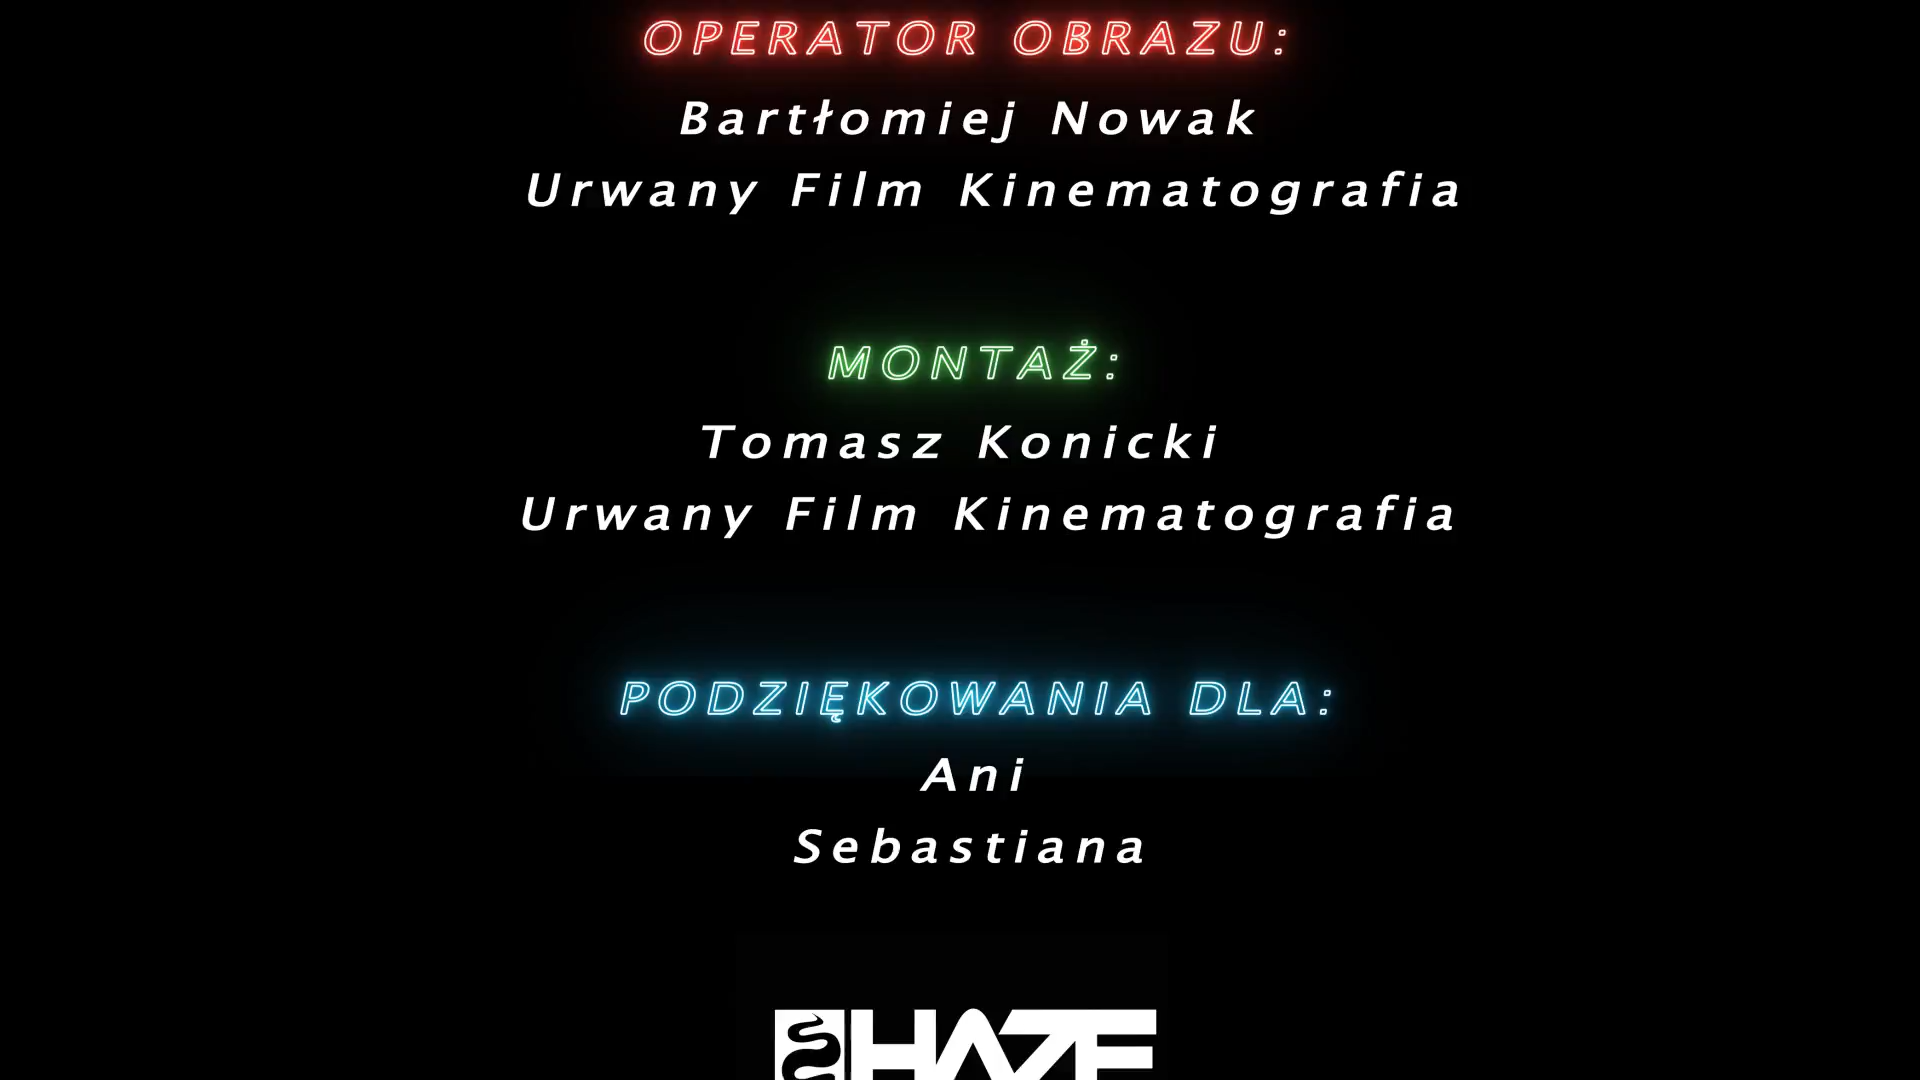 OPERATOR OBRAZU:
Bartłomiej Nowak
Urwany Film Kinematografia
MONTAŻ:
Tomasz Konicki
Urwany Film Kinematografia
PODZIĘKOWANIA DLA:
Ani
Sebastiana
HAZE